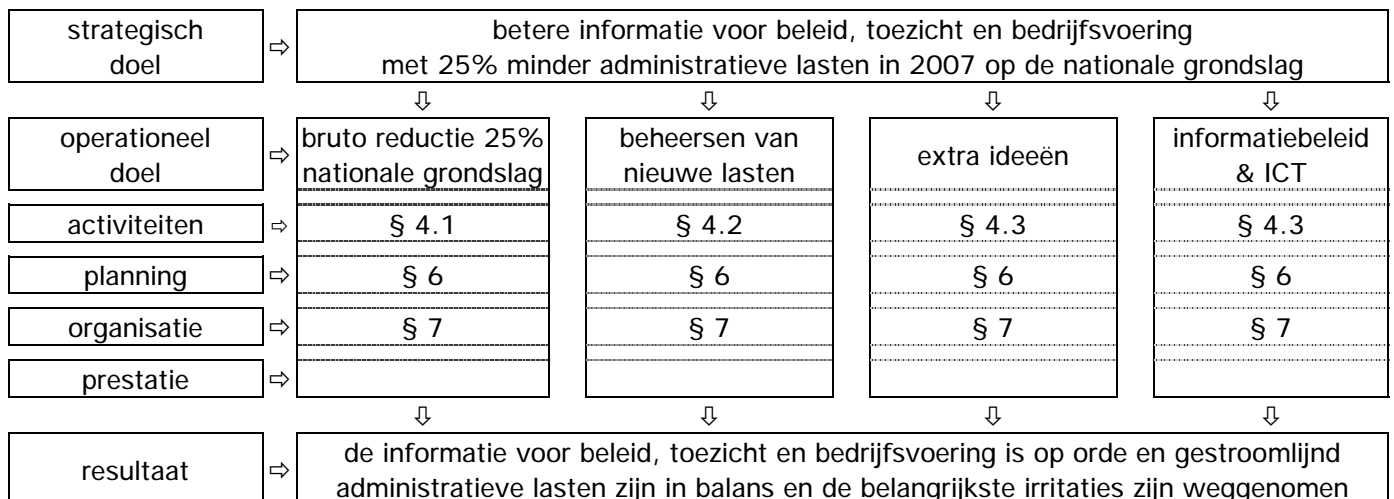 strategisch
doel
⇨
betere informatie voor beleid, toezicht en bedrijfsvoering
met 25% minder administratieve lasten in 2007 op de nationale grondslag
⇩ ⇩ ⇩ ⇩
operationeel
doel
⇨
bruto reductie 25%
nationale grondslag
beheersen van
nieuwe lasten
extra ideeën
informatiebeleid
& ICT
activiteiten ⇨ § 4.1 § 4.2 § 4.3 § 4.3
planning ⇨ § 6 § 6 § 6 § 6
organisatie ⇨ § 7 § 7 § 7 § 7
prestatie ⇨
⇩ ⇩ ⇩ ⇩
resultaat ⇨
de informatie voor beleid, toezicht en bedrijfsvoering is op orde en gestroomlijnd
administratieve lasten zijn in balans en de belangrijkste irritaties zijn weggenomen